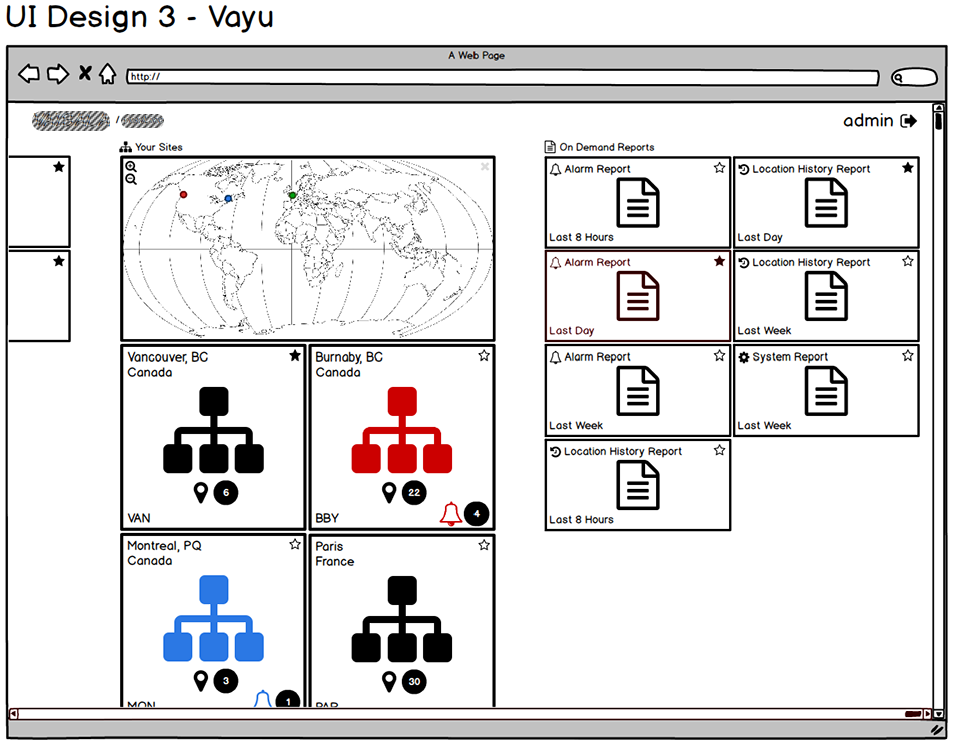 UI Design 3 - Vayu
A Web Page
http://
/
admin
Your Sites
Vancouver, BC
Canada
6
VAN
Burnaby, BC
Canada
22
BBY
4
Montreal, PQ
Canada
3
MON
1
Paris
France
30
PAR
On Demand Reports
Alarm Report
Last 8 Hours
Location History Report
Last Day
Alarm Report
Last Day
Location History Report
Last Week
Alarm Report
Last Week
System Report
Last Week
Location History Report
Last 8 Hours